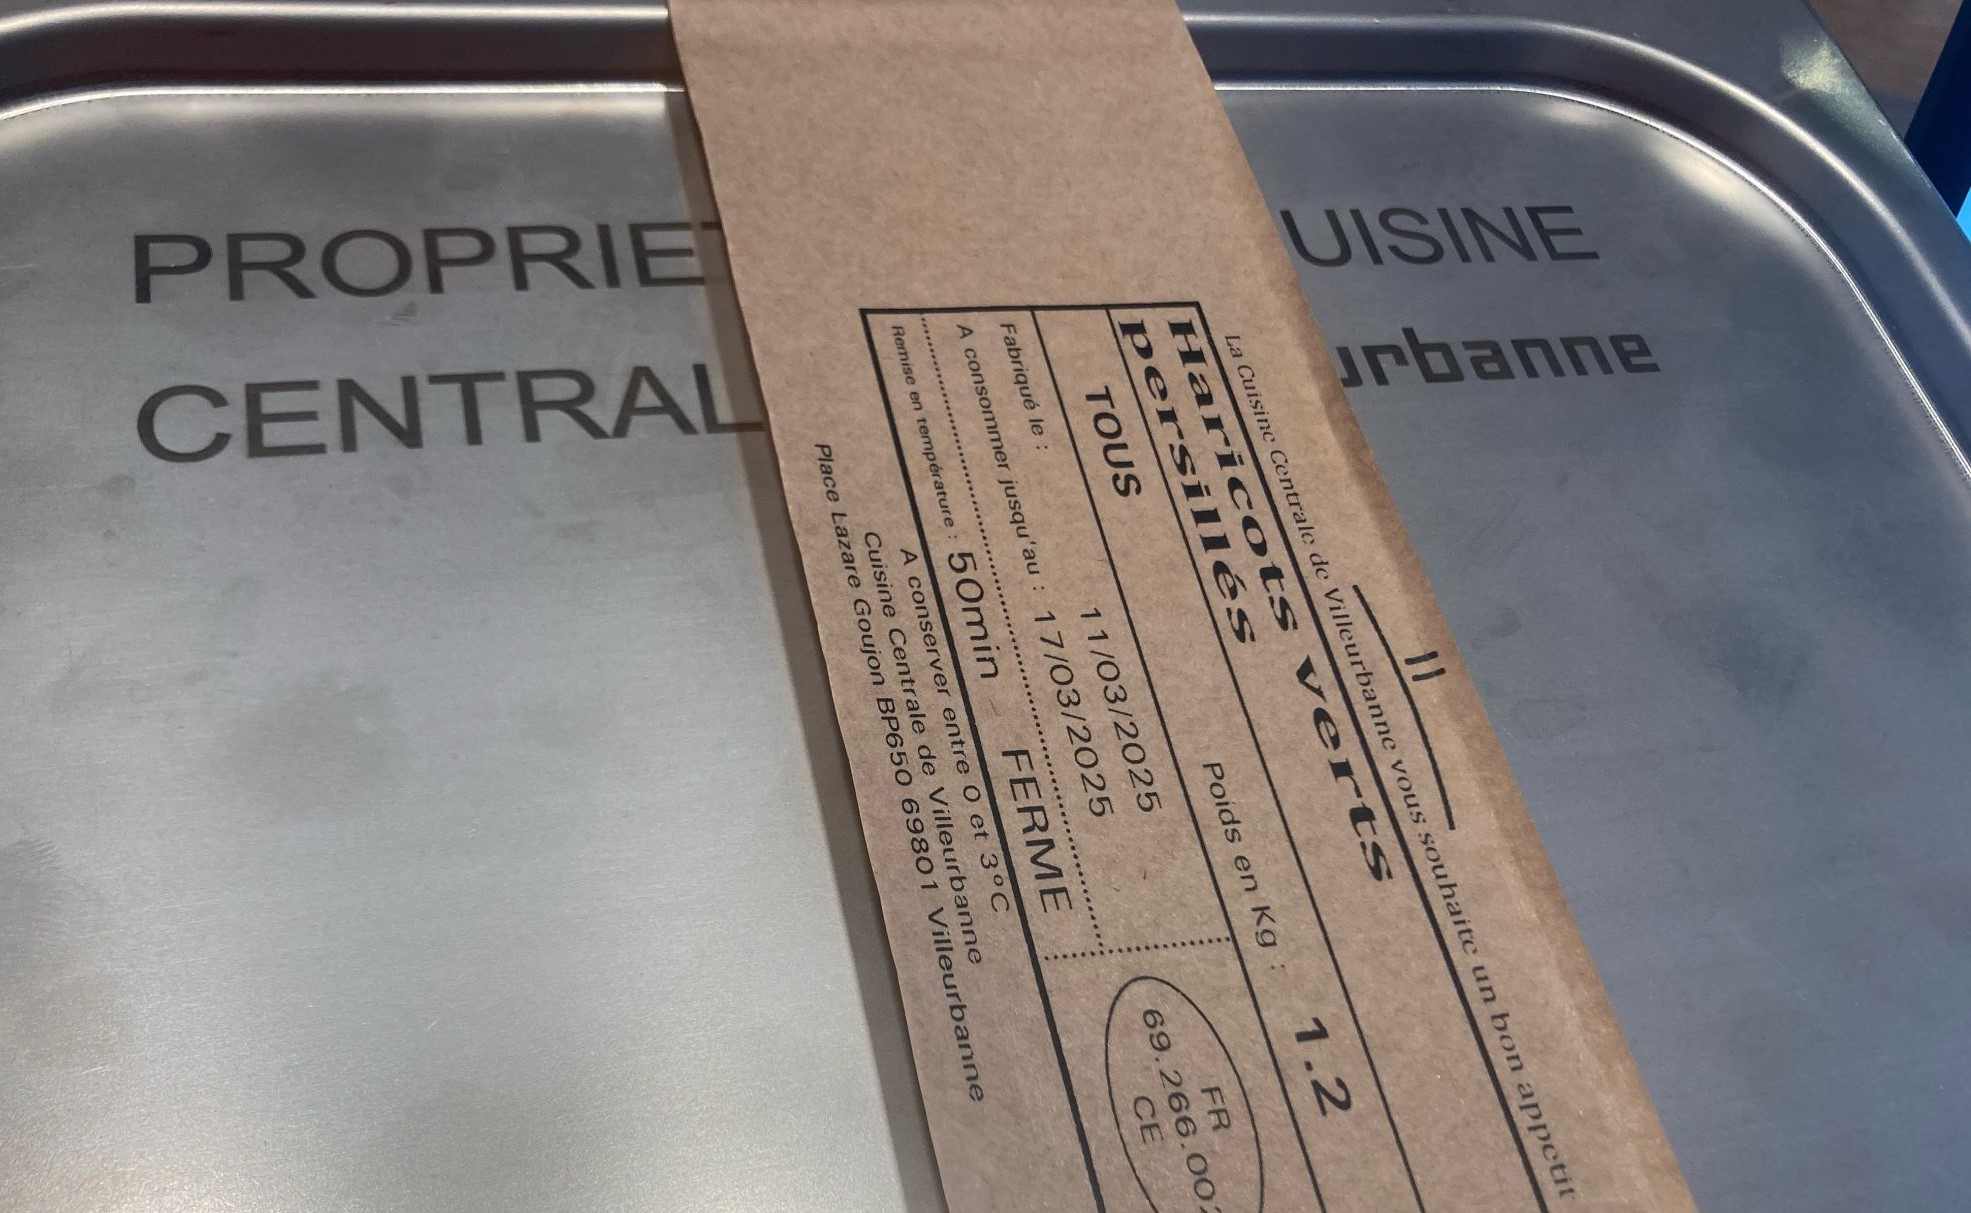 PROPRIET
UISINE
CENTRAL
urbanne
La Cuisine Centrale de Villeurbanne vous souhaite un bon appetit
Haricots verts
persillés
TOUS
Poids en Kg : 1.2
Fabriqué le : 11/03/2025
A consommer jusqu'au : 17/03/2025
Remise en température : 50min FERME
FR
69.266.002
CE
A conserver entre 0 et 3°C
Cuisine Centrale de Villeurbanne
Place Lazare Goujon BP650 69801 Villeurbanne